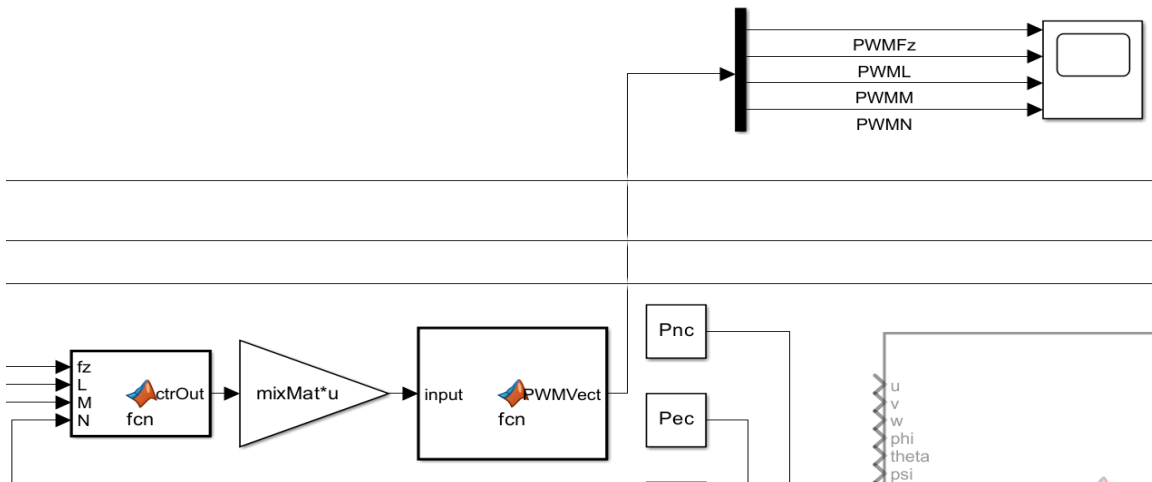 PWMFz
PWML
PWMM
PWMN
Pnc
fz
L
M
N
ctrOut
fcn
mixMat*u
input
PWMVect
fcn
Pec
u
v
w
phi
theta
psi